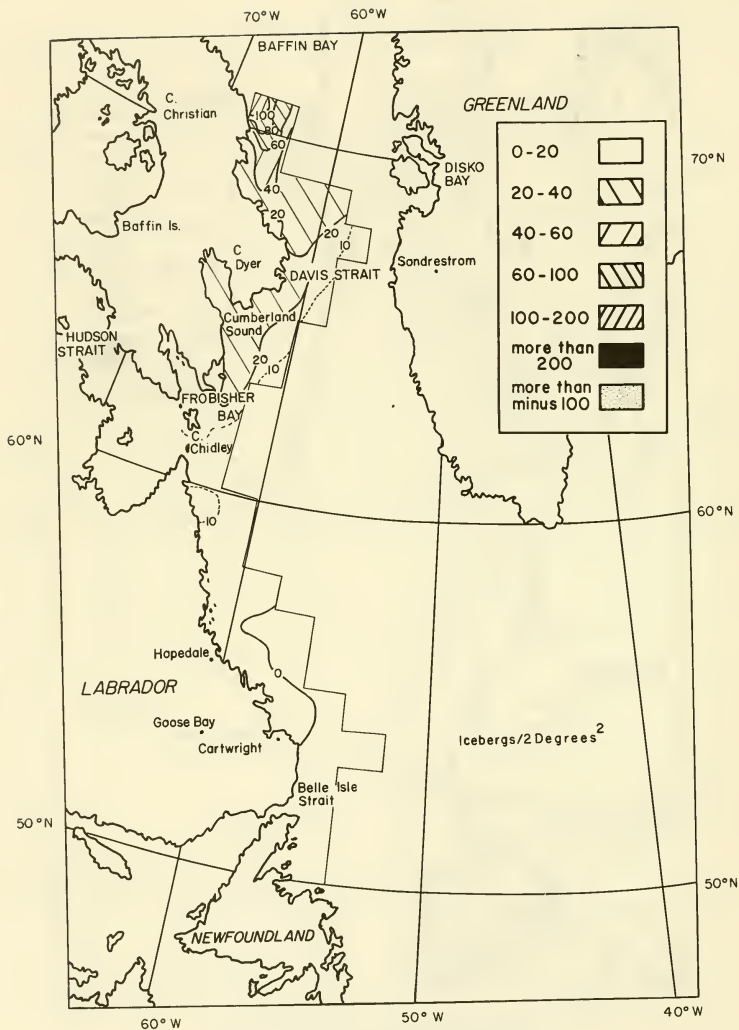 70°W 60°W
BAFFIN BAY
C.
Christian
GREENLAND
100
80
60
DISKO
BAY
70°N
40
20
20
10
Baffin Is.
C
Dyer
DAVIS STRAIT
Sondrestrom
Cumberland
Sound
HUDSON
STRAIT
20
10
FROBISHER
BAY
C
Chidley
60°N
60°N
10
0-20
20-40
40-60
60-100
100-200
more than
200
more than
minus 100
Hopedale
0
LABRADOR
Goose Bay
Cartwright
Icebergs/2 Degrees²
Belle Isle
Strait
50°N
50°N
NEWFOUNDLAND
60°W 50°W 40°W